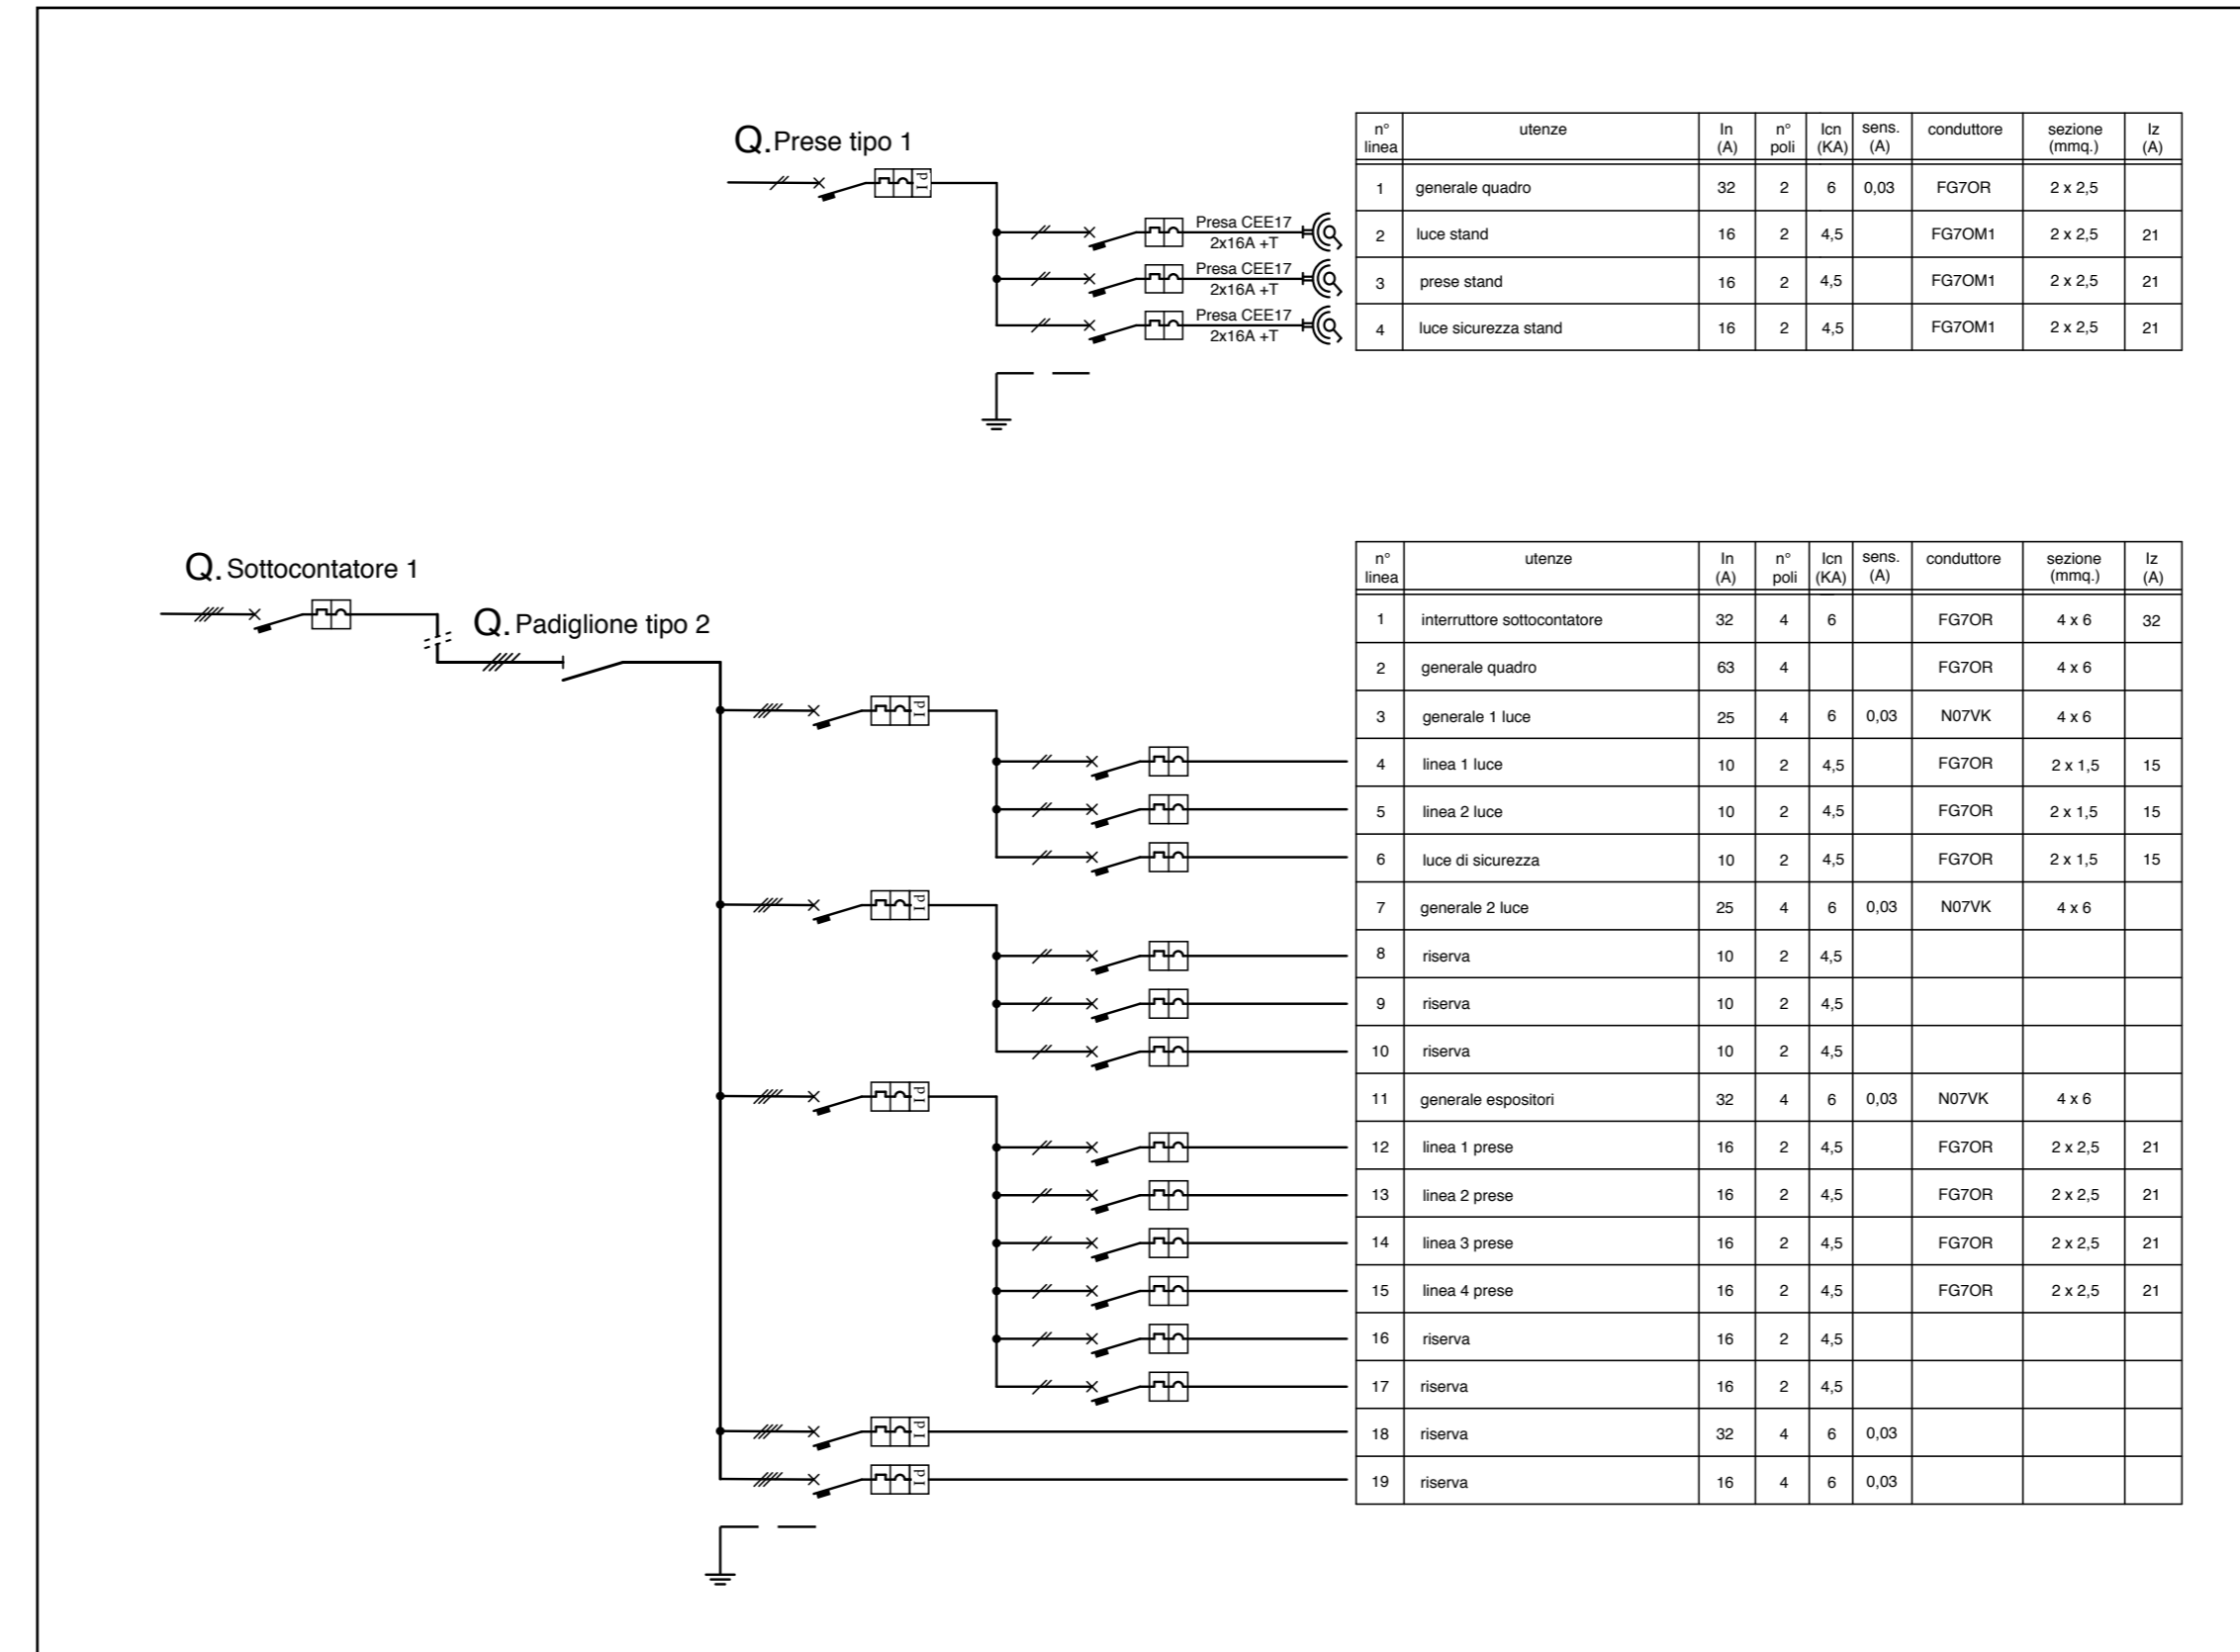 Q. Prese tipo 1
Id
Presa CEE17
2x16A +T
Presa CEE17
2x16A +T
Presa CEE17
2x16A +T
n° linea utenze In (A) n° poli Icn (KA) sens. (A) conduttore sezione (mmq.) Iz (A)
1 generale quadro 32 2 6 0,03 FG7OR 2 x 2,5
2 luce stand 16 2 4,5 FG7OM1 2 x 2,5 21
3 prese stand 16 2 4,5 FG7OM1 2 x 2,5 21
4 luce sicurezza stand 16 2 4,5 FG7OM1 2 x 2,5 21
Q. Sottocontatore 1
Q. Padiglione tipo 2
Id
Id
Id
Id
Id
n° linea utenze In (A) n° poli Icn (KA) sens. (A) conduttore sezione (mmq.) Iz (A)
1 interruttore sottocontatore 32 4 6 FG7OR 4 x 6 32
2 generale quadro 63 4 FG7OR 4 x 6
3 generale 1 luce 25 4 6 0,03 N07VK 4 x 6
4 linea 1 luce 10 2 4,5 FG7OR 2 x 1,5 15
5 linea 2 luce 10 2 4,5 FG7OR 2 x 1,5 15
6 luce di sicurezza 10 2 4,5 FG7OR 2 x 1,5 15
7 generale 2 luce 25 4 6 0,03 N07VK 4 x 6
8 riserva 10 2 4,5
9 riserva 10 2 4,5
10 riserva 10 2 4,5
11 generale espositori 32 4 6 0,03 N07VK 4 x 6
12 linea 1 prese 16 2 4,5 FG7OR 2 x 2,5 21
13 linea 2 prese 16 2 4,5 FG7OR 2 x 2,5 21
14 linea 3 prese 16 2 4,5 FG7OR 2 x 2,5 21
15 linea 4 prese 16 2 4,5 FG7OR 2 x 2,5 21
16 riserva 16 2 4,5
17 riserva 16 2 4,5
18 riserva 32 4 6 0,03
19 riserva 16 4 6 0,03